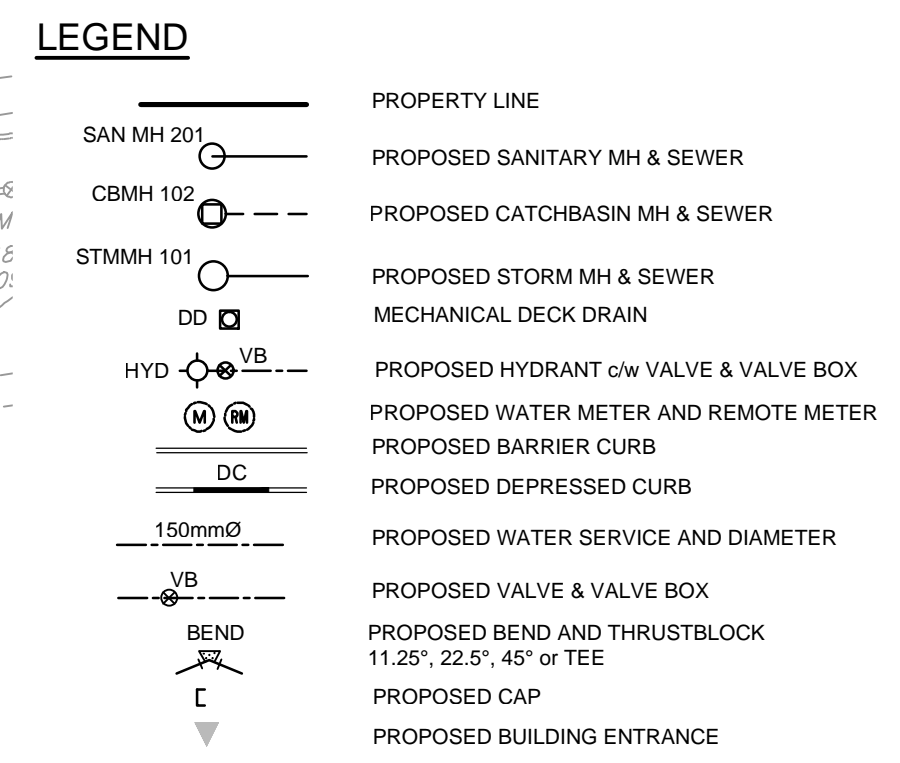 LEGEND
PROPERTY LINE
SAN MH 201
PROPOSED SANITARY MH & SEWER
CBMH 102
PROPOSED CATCHBASIN MH & SEWER
STMMH 101
PROPOSED STORM MH & SEWER
DD
MECHANICAL DECK DRAIN
HYD VB
PROPOSED HYDRANT c/w VALVE & VALVE BOX
M RM
PROPOSED WATER METER AND REMOTE METER
PROPOSED BARRIER CURB
DC
PROPOSED DEPRESSED CURB
150mmØ
PROPOSED WATER SERVICE AND DIAMETER
VB
PROPOSED VALVE & VALVE BOX
BEND
PROPOSED BEND AND THRUSTBLOCK
11.25°, 22.5°, 45° or TEE
PROPOSED CAP
PROPOSED BUILDING ENTRANCE